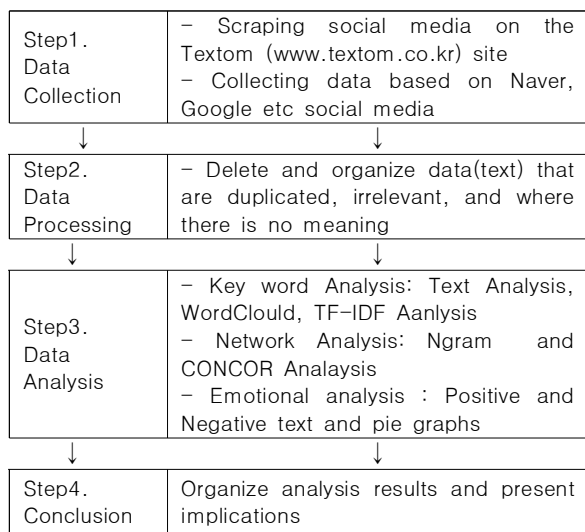 Step1.
Data
Collection
- Scraping social media on the
Textom (www.textom.co.kr) site
- Collecting data based on Naver,
Google etc social media
↓ ↓
Step2.
Data
Processing
- Delete and organize data(text) that
are duplicated, irrelevant, and where
there is no meaning
↓ ↓
Step3.
Data
Analysis
- Key word Analysis: Text Analysis,
WordClould, TF-IDF Aanlysis
- Network Analysis: Ngram and
CONCOR Analaysis
- Emotional analysis : Positive and
Negative text and pie graphs
↓ ↓
Step4.
Conclusion
Organize analysis results and present
implications